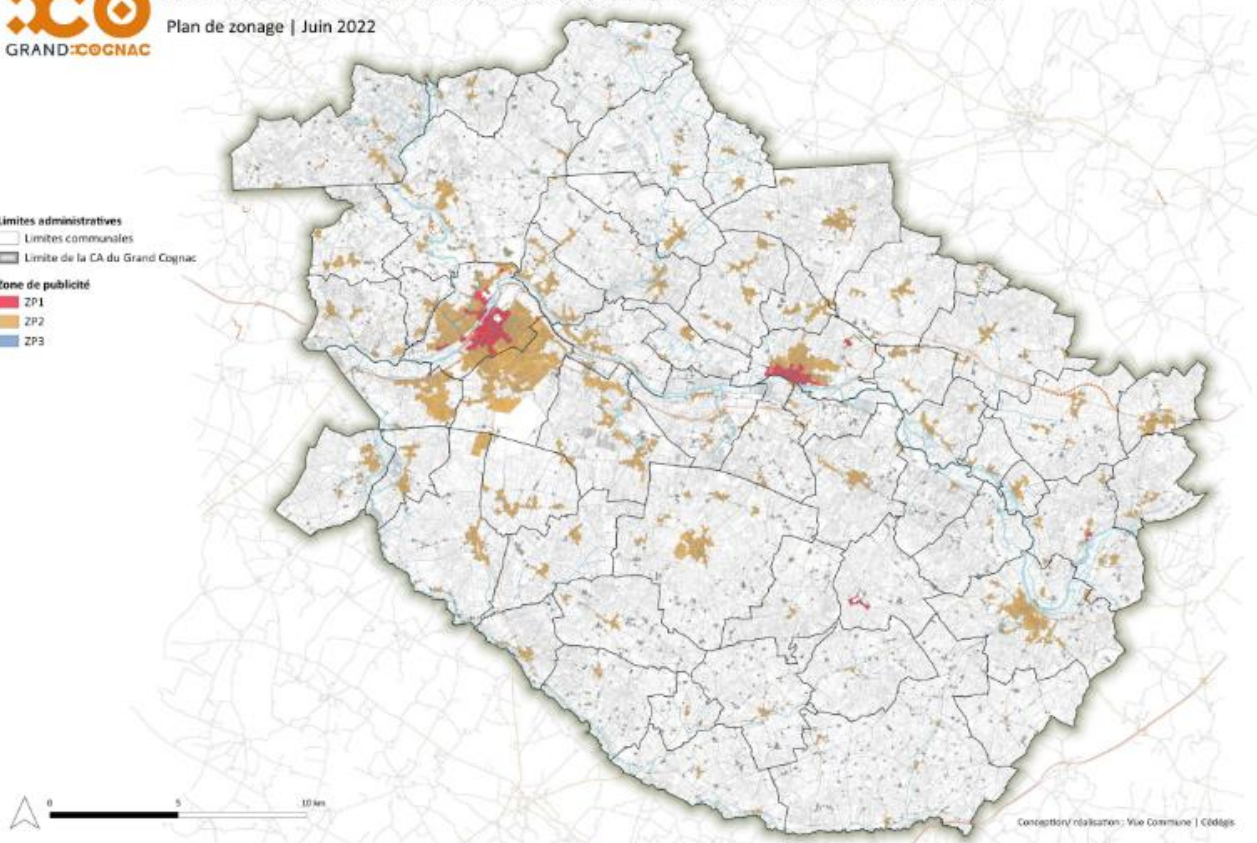 GRAND:COGNAC
Plan de zonage | Juin 2022
Limites administratives
Limites communales
Limite de la CA du Grand Cognac
Zone de publicité
ZP1
ZP2
ZP3
0 5 10 km
Conception/ réalisation : Vue Commune | Cédégis